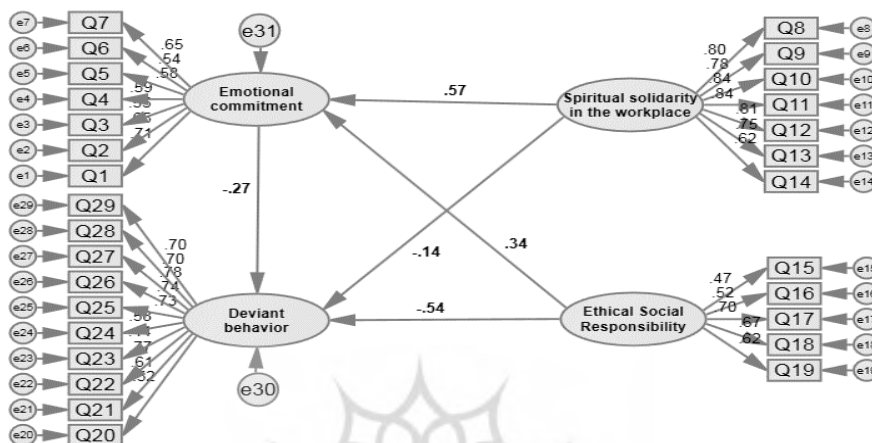 e7 Q7
e6 Q6
e5 Q5
e4 Q4
e3 Q3
e2 Q2
e1 Q1
.65
.54
.58
.59
.71
e31
Emotional
commitment
.57
Spiritual solidarity
in the workplace
.80
.78
.84
.84
.81
.75
.62
Q8 e8
Q9 e9
Q10 e10
Q11 e11
Q12 e12
Q13 e13
Q14 e14
-.27
-.14
.34
-.54
e29 Q29
e28 Q28
e27 Q27
e26 Q26
e25 Q25
e24 Q24
e23 Q23
e22 Q22
e21 Q21
e20 Q20
.70
.70
.78
.74
.73
.77
.61
Deviant
behavior
e30
Ethical Social
Responsibility
.47
.52
.70
.67
.62
Q15 e15
Q16 e16
Q17 e17
Q18 e18
Q19